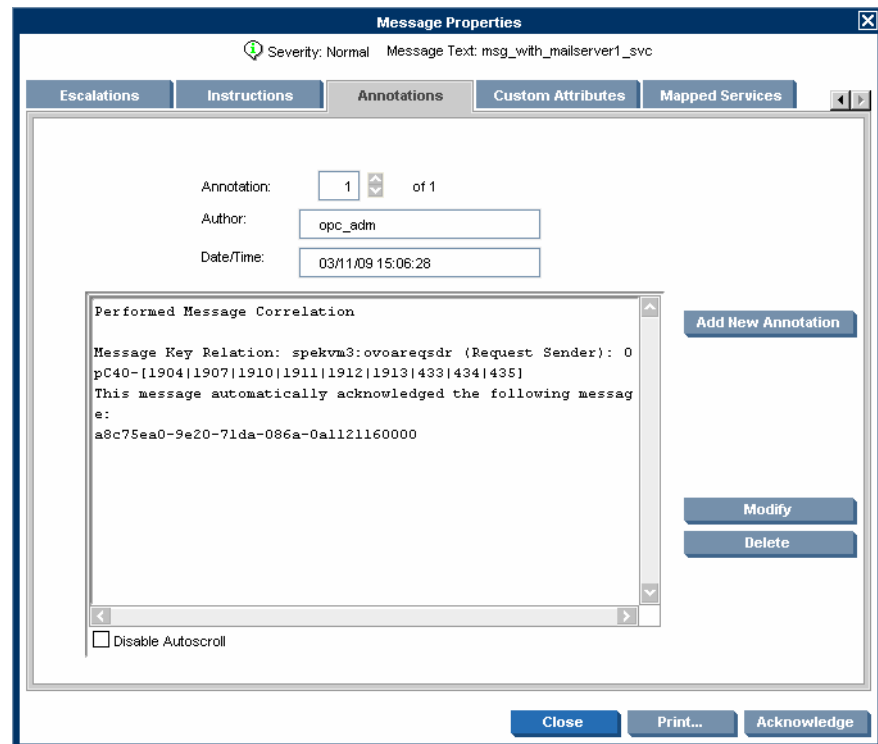 Message Properties
Severity: Normal Message Text: msg_with_mailserver1_svc
Escalations Instructions Annotations Custom Attributes Mapped Services
Annotation: 1 of 1
Author: opc_adm
Date/Time: 03/11/09 15:06:28
Performed Message Correlation
Message Key Relation: spekvm3:ovoareqsdr (Request Sender): O
pC40-[1904|1907|1910|1911|1912|1913|433|434|435]
This message automatically acknowledged the following messag
e:
a8c75ea0-9e20-71da-086a-0a1121160000
Add New Annotation
Modify
Delete
Disable Autoscroll
Close Print... Acknowledge